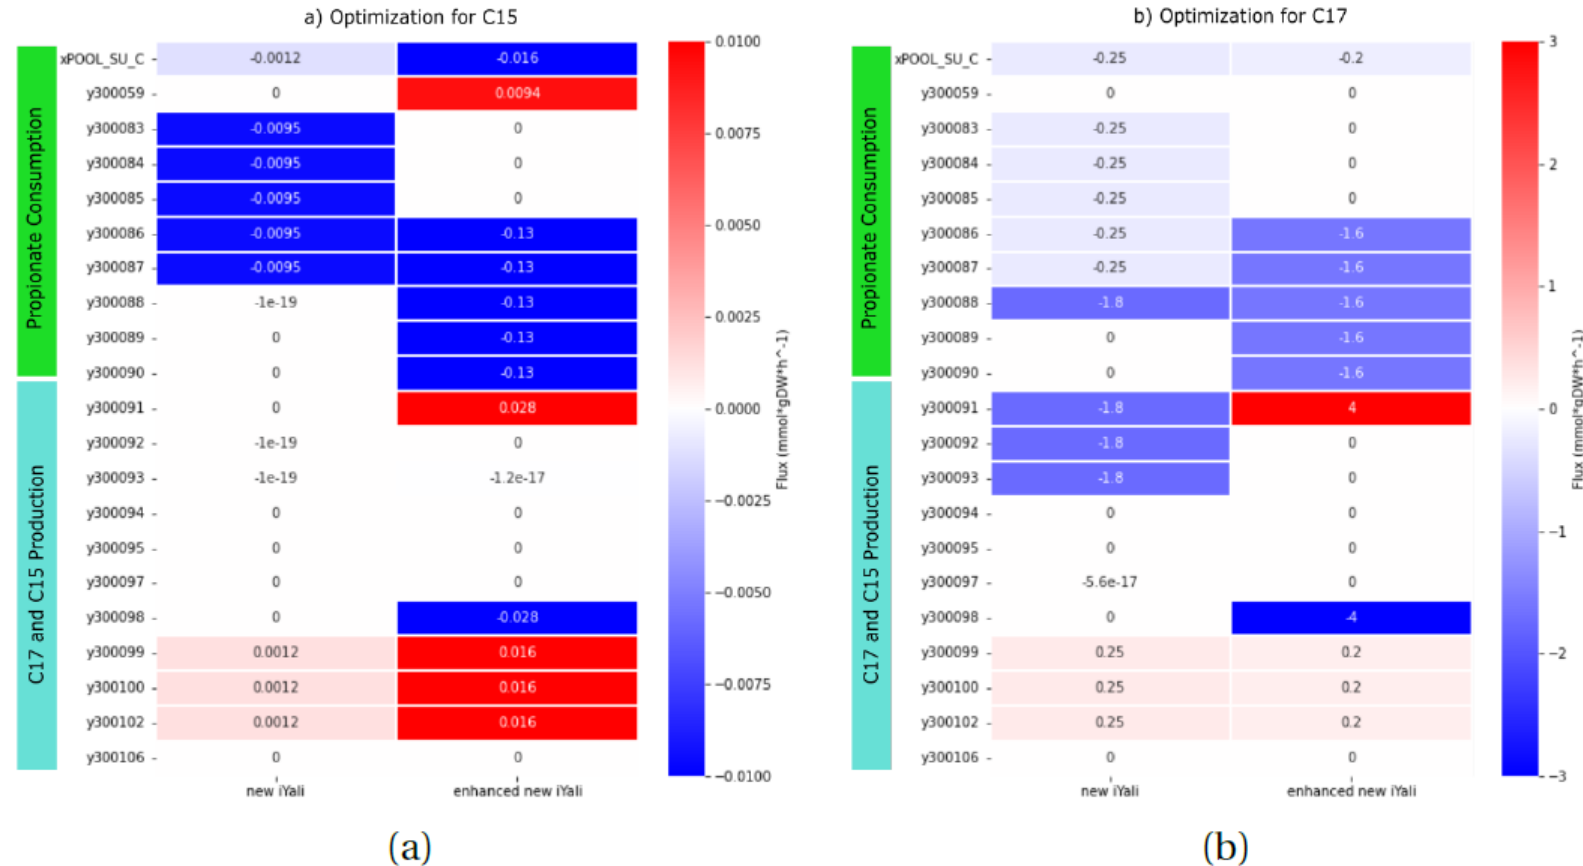 a) Optimization for C15
Propionate Consumption
C17 and C15 Production
xPOOL_SU_C -0.0012 -0.016
y300059 0 0.0094
y300083 -0.0095 0
y300084 -0.0095 0
y300085 -0.0095 0
y300086 -0.0095 -0.13
y300087 -0.0095 -0.13
y300088 -1e-19 -0.13
y300089 0 -0.13
y300090 0 -0.13
y300091 0 0.028
y300092 -1e-19 0
y300093 -1e-19 -1.2e-17
y300094 0 0
y300095 0 0
y300097 0 0
y300098 0 -0.028
y300099 0.0012 0.016
y300100 0.0012 0.016
y300102 0.0012 0.016
y300106 0 0
new iYali enhanced new iYali
0.0100
0.0075
0.0050
0.0025
0.0000
−0.0025
−0.0050
−0.0075
−0.0100
Flux (mmol*gDW*h^-1)
(a)
b) Optimization for C17
Propionate Consumption
C17 and C15 Production
xPOOL_SU_C -0.25 -0.2
y300059 0 0
y300083 -0.25 0
y300084 -0.25 0
y300085 -0.25 0
y300086 -0.25 -1.6
y300087 -0.25 -1.6
y300088 -1.8 -1.6
y300089 0 -1.6
y300090 0 -1.6
y300091 -1.8 4
y300092 -1.8 0
y300093 -1.8 0
y300094 0 0
y300095 0 0
y300097 -5.6e-17 0
y300098 0 -4
y300099 0.25 0.2
y300100 0.25 0.2
y300102 0.25 0.2
y300106 0 0
new iYali enhanced new iYali
3
2
1
0
−1
−2
−3
Flux (mmol*gDW*h^-1)
(b)